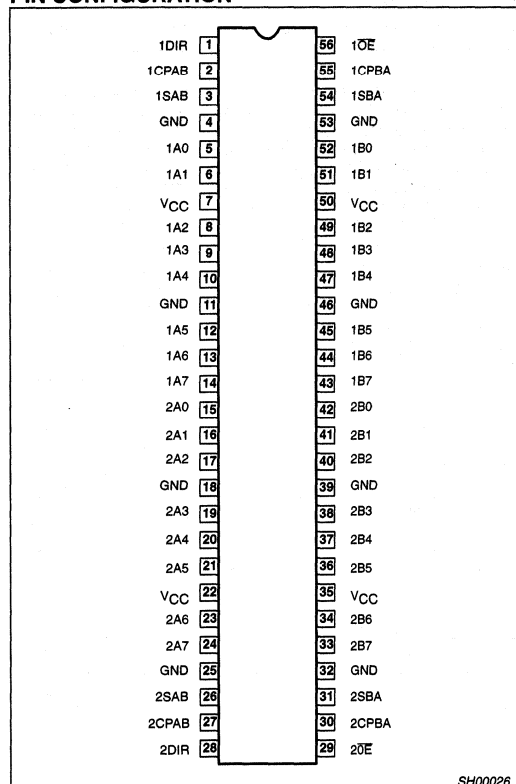 PIN CONFIGURATION
1DIR 1 56 1O̅E̅
1CPAB 2 55 1CPBA
1SAB 3 54 1SBA
GND 4 53 GND
1A0 5 52 1B0
1A1 6 51 1B1
VCC 7 50 VCC
1A2 8 49 1B2
1A3 9 48 1B3
1A4 10 47 1B4
GND 11 46 GND
1A5 12 45 1B5
1A6 13 44 1B6
1A7 14 43 1B7
2A0 15 42 2B0
2A1 16 41 2B1
2A2 17 40 2B2
GND 18 39 GND
2A3 19 38 2B3
2A4 20 37 2B4
2A5 21 36 2B5
VCC 22 35 VCC
2A6 23 34 2B6
2A7 24 33 2B7
GND 25 32 GND
2SAB 26 31 2SBA
2CPAB 27 30 2CPBA
2DIR 28 29 2O̅E̅
SH00026